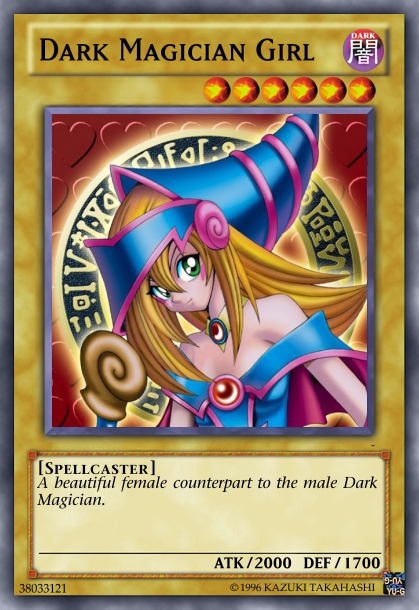 DARK MAGICIAN GIRL
DARK
闇
[SPELLCASTER]
A beautiful female counterpart to the male Dark
Magician.
ATK/2000 DEF/1700
38033121
©1996 KAZUKI TAKAHASHI